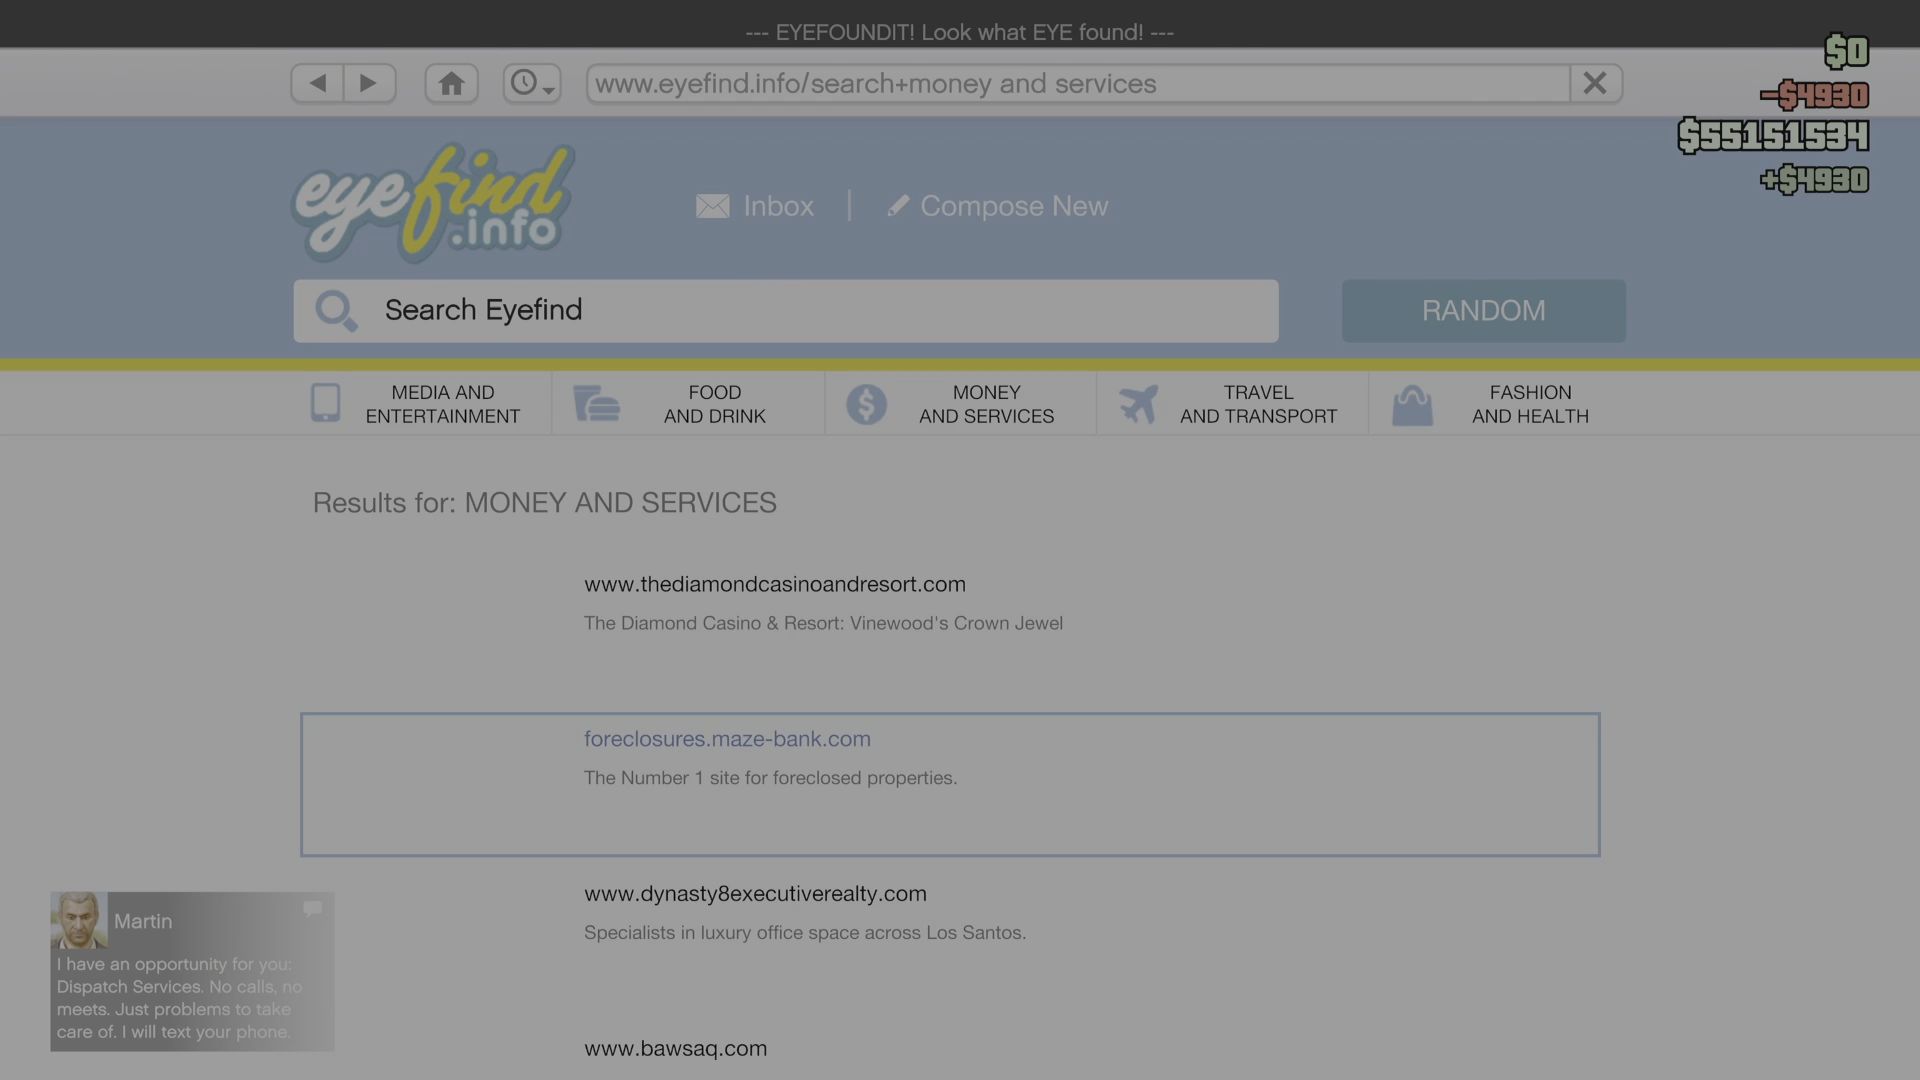 --- EYEFOUNDIT! Look what EYE found! ---
$0
-$4930
$55151534
+$4930
www.eyefind.info/search+money and services
eyefind
.info
Inbox | Compose New
Search Eyefind
RANDOM
MEDIA AND
ENTERTAINMENT
FOOD
AND DRINK
MONEY
AND SERVICES
TRAVEL
AND TRANSPORT
FASHION
AND HEALTH
Results for: MONEY AND SERVICES
www.thediamondcasinoandresort.com
The Diamond Casino & Resort: Vinewood's Crown Jewel
foreclosures.maze-bank.com
The Number 1 site for foreclosed properties.
www.dynasty8executiverealty.com
Specialists in luxury office space across Los Santos.
www.bawsaq.com
Martin
I have an opportunity for you:
Dispatch Services. No calls, no
meets. Just problems to take
care of. I will text your phone.